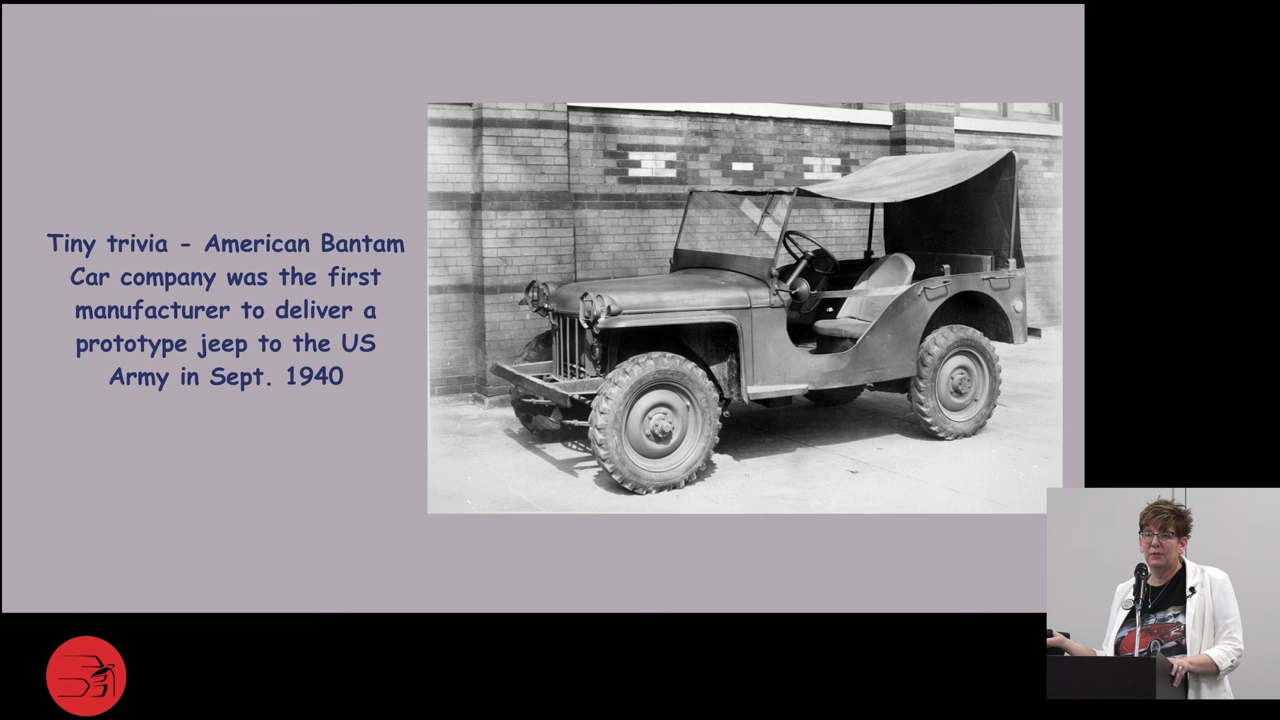 Tiny trivia - American Bantam
Car company was the first
manufacturer to deliver a
prototype jeep to the US
Army in Sept. 1940